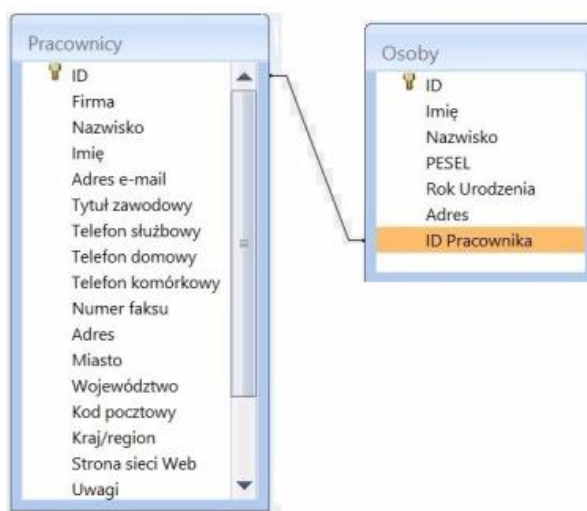 Pracownicy
ID
Firma
Nazwisko
Imię
Adres e-mail
Tytuł zawodowy
Telefon służbowy
Telefon domowy
Telefon komórkowy
Numer faksu
Adres
Miasto
Województwo
Kod pocztowy
Kraj/region
Strona sieci Web
Uwagi
Osoby
ID
Imię
Nazwisko
PESEL
Rok Urodzenia
Adres
ID Pracownika